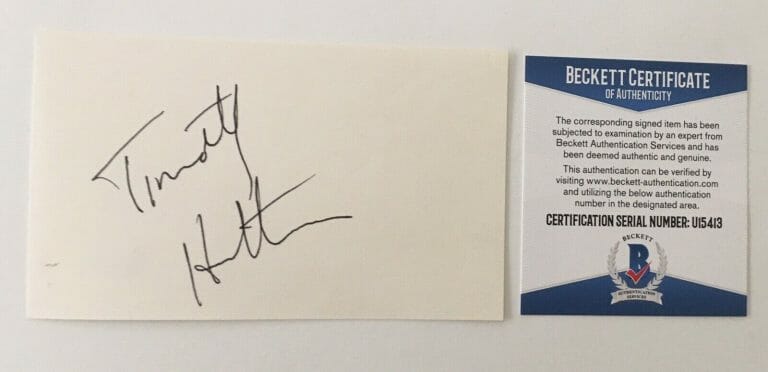 Timothy
Hutton
BECKETT CERTIFICATE
OF AUTHENTICITY
The corresponding signed item has been
subjected to examination by an expert from
Beckett Authentication Services and has
been deemed authentic and genuine.
This authentication can be verified by
visiting www.beckett-authentication.com
and utilizing the below authentication
number in the designated area.
CERTIFICATION SERIAL NUMBER: U15413
BECKETT
B
AUTHENTICATION
SERVICES